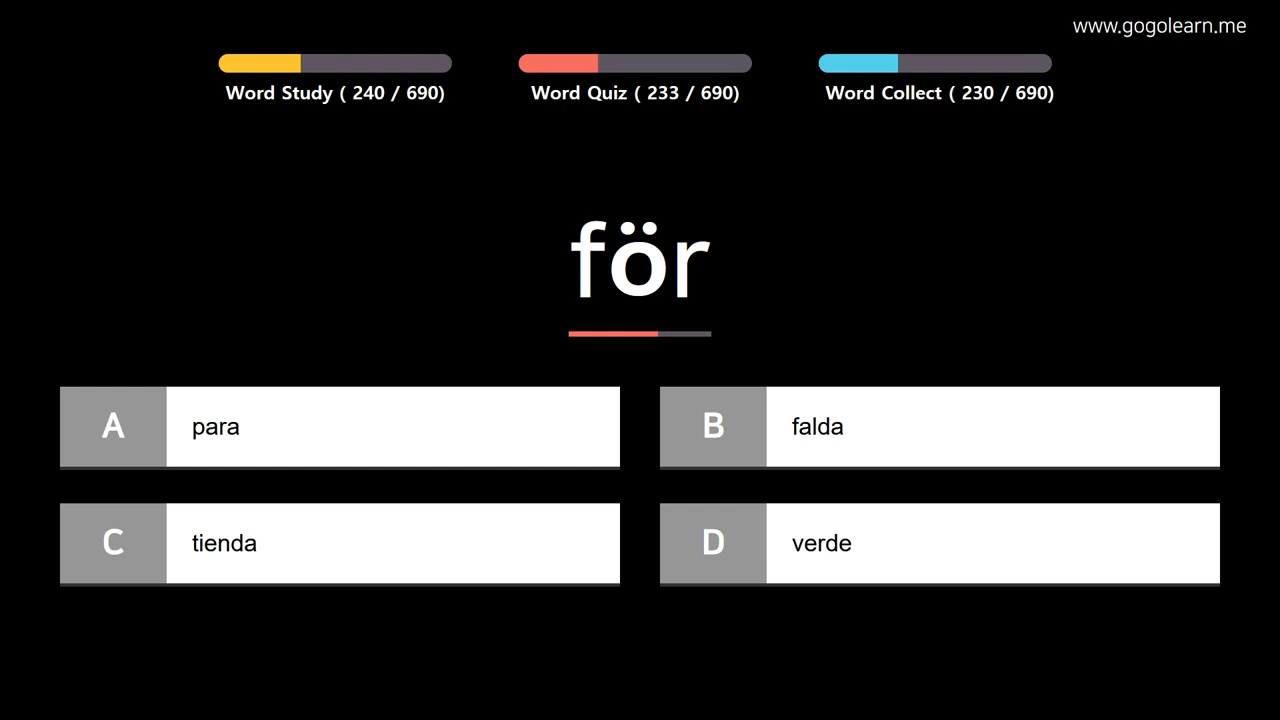 www.gogolearn.me
Word Study ( 240 / 690)
Word Quiz ( 233 / 690)
Word Collect ( 230 / 690)
för
A para
B falda
C tienda
D verde